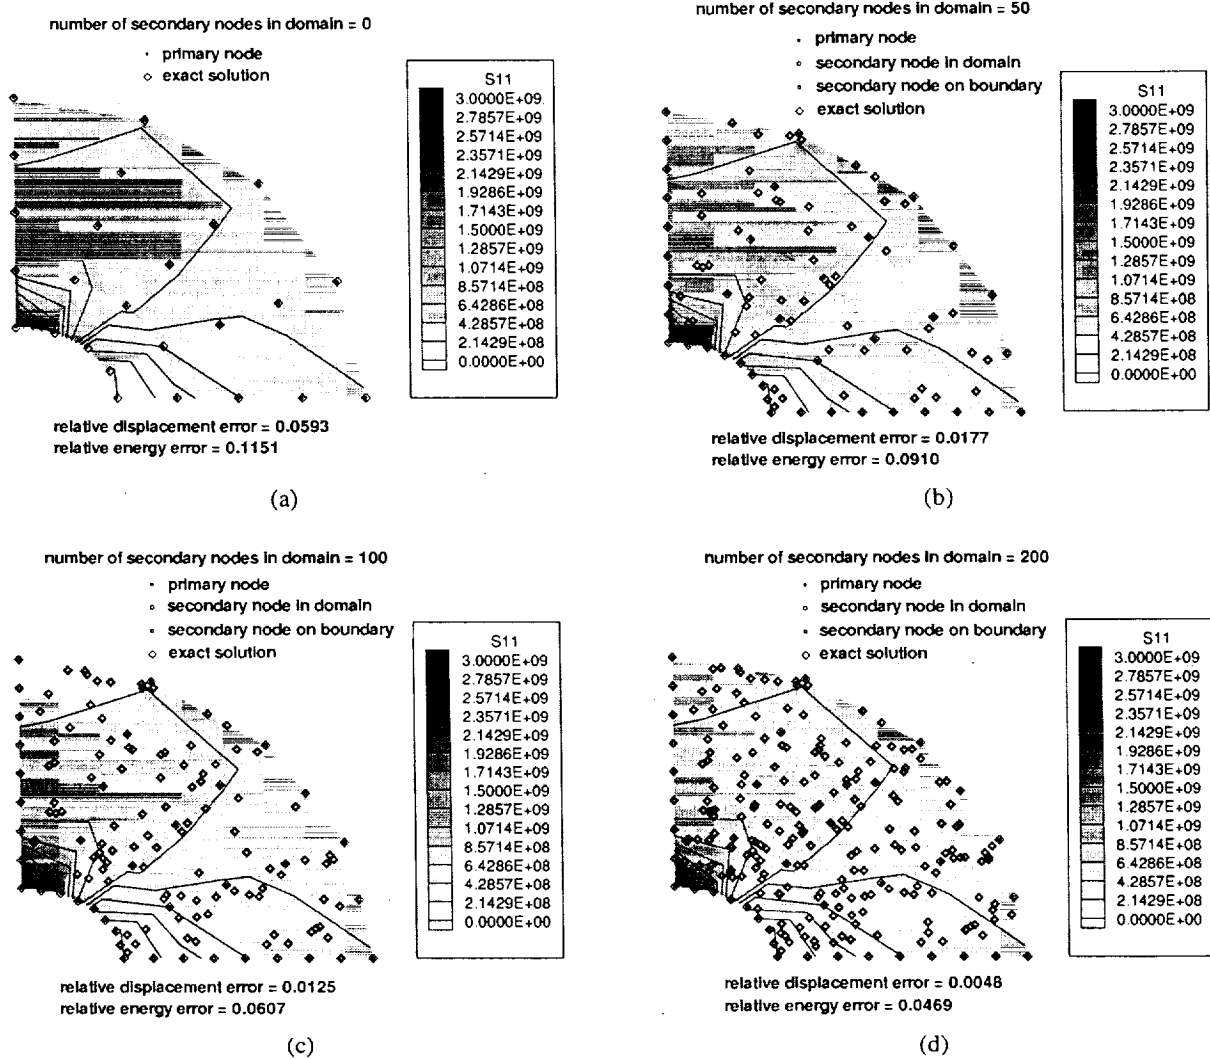 number of secondary nodes in domain = 0
primary node
exact solution
S11
3.0000E+09
2.7857E+09
2.5714E+09
2.3571E+09
2.1429E+09
1.9286E+09
1.7143E+09
1.5000E+09
1.2857E+09
1.0714E+09
8.5714E+08
6.4286E+08
4.2857E+08
2.1429E+08
0.0000E+00
relative displacement error = 0.0593
relative energy error = 0.1151
(a)
number of secondary nodes in domain = 50
primary node
secondary node in domain
secondary node on boundary
exact solution
S11
3.0000E+09
2.7857E+09
2.5714E+09
2.3571E+09
2.1429E+09
1.9286E+09
1.7143E+09
1.5000E+09
1.2857E+09
1.0714E+09
8.5714E+08
6.4286E+08
4.2857E+08
2.1429E+08
0.0000E+00
relative displacement error = 0.0177
relative energy error = 0.0910
(b)
number of secondary nodes in domain = 100
primary node
secondary node in domain
secondary node on boundary
exact solution
S11
3.0000E+09
2.7857E+09
2.5714E+09
2.3571E+09
2.1429E+09
1.9286E+09
1.7143E+09
1.5000E+09
1.2857E+09
1.0714E+09
8.5714E+08
6.4286E+08
4.2857E+08
2.1429E+08
0.0000E+00
relative displacement error = 0.0125
relative energy error = 0.0607
(c)
number of secondary nodes in domain = 200
primary node
secondary node in domain
secondary node on boundary
exact solution
S11
3.0000E+09
2.7857E+09
2.5714E+09
2.3571E+09
2.1429E+09
1.9286E+09
1.7143E+09
1.5000E+09
1.2857E+09
1.0714E+09
8.5714E+08
6.4286E+08
4.2857E+08
2.1429E+08
0.0000E+00
relative displacement error = 0.0048
relative energy error = 0.0469
(d)